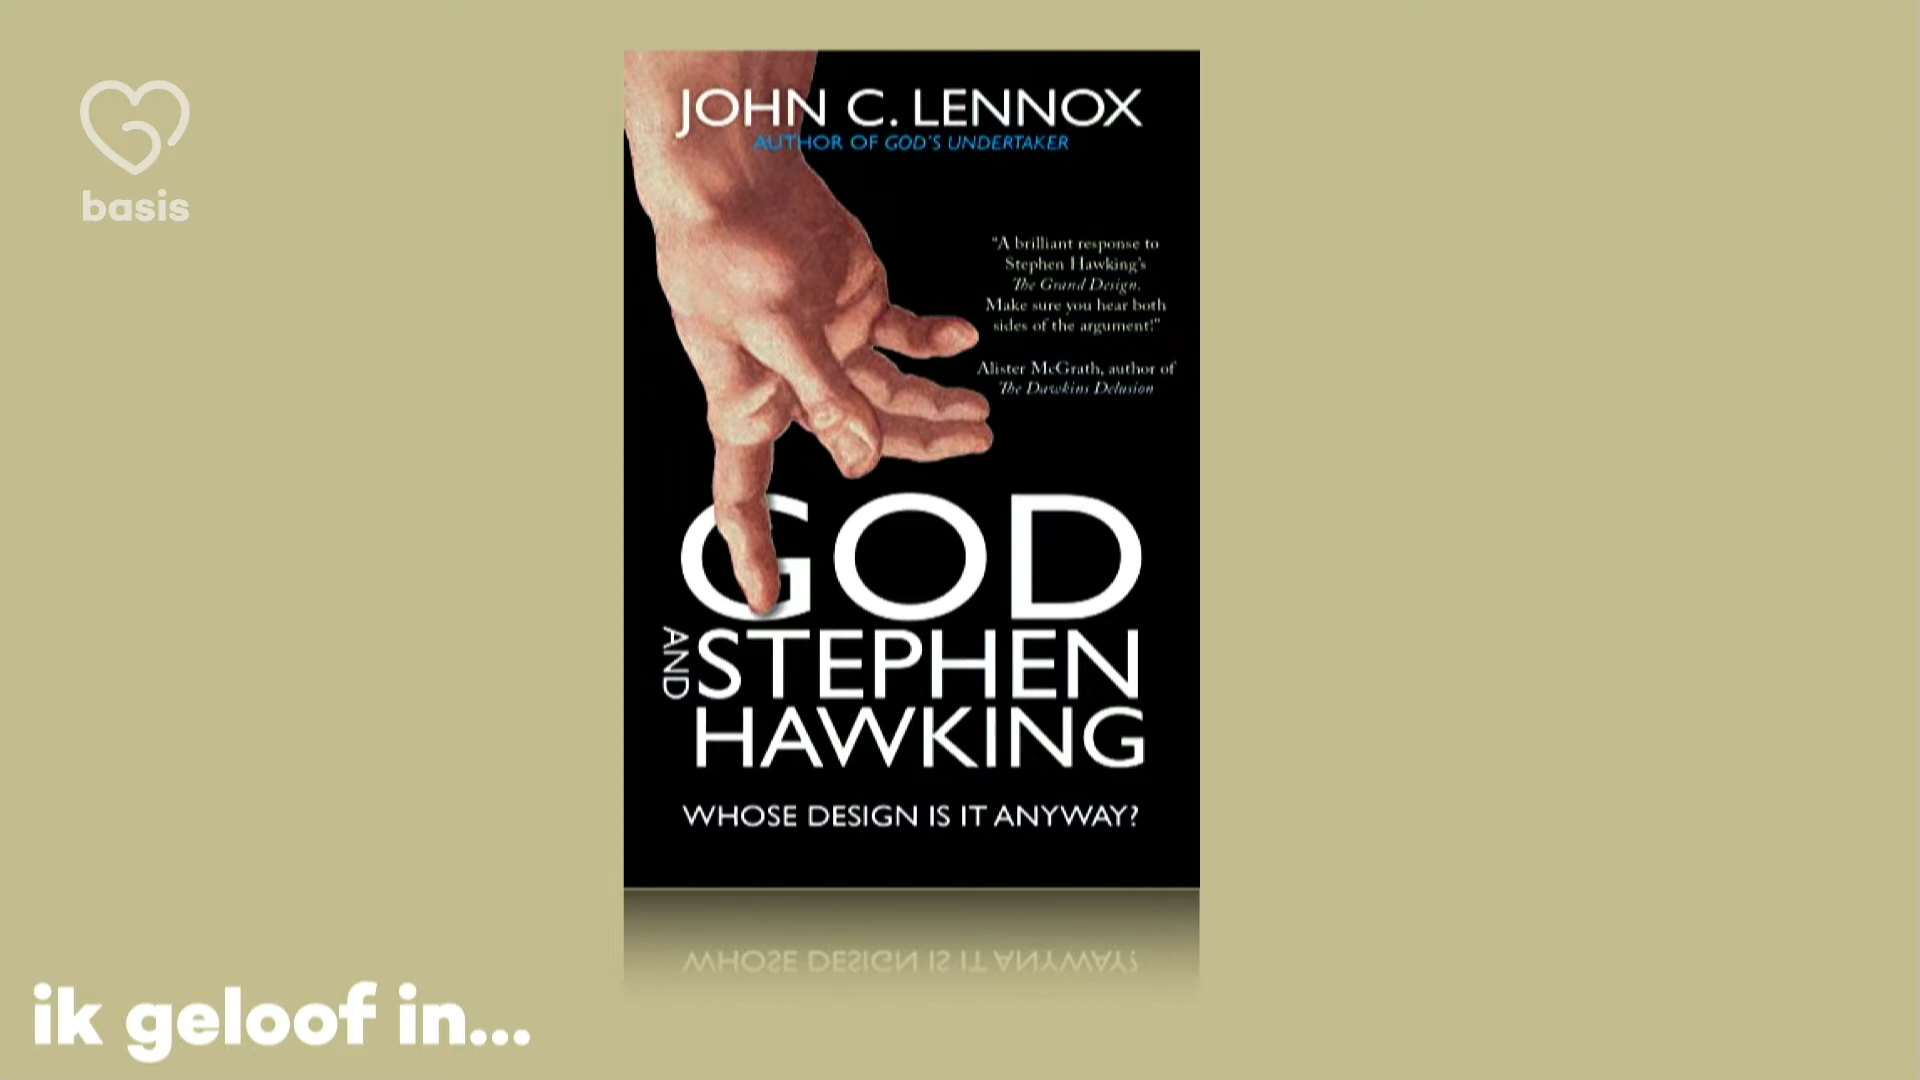 basis
JOHN C. LENNOX
AUTHOR OF GOD'S UNDERTAKER
"A brilliant response to
Stephen Hawking's
The Grand Design.
Make sure you hear both
sides of the argument!"
Alister McGrath, author of
The Dawkins Delusion
GOD
AND
STEPHEN
HAWKING
WHOSE DESIGN IS IT ANYWAY?
WHOSE DESIGN IS IT ANYWAY?
ik geloof in...